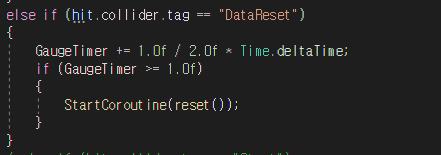 else if (hit.collider.tag == "DataReset")
{
GaugeTimer += 1.0f / 2.0f * Time.deltaTime;
if (GaugeTimer >= 1.0f)
{
StartCoroutine(reset());
}
}